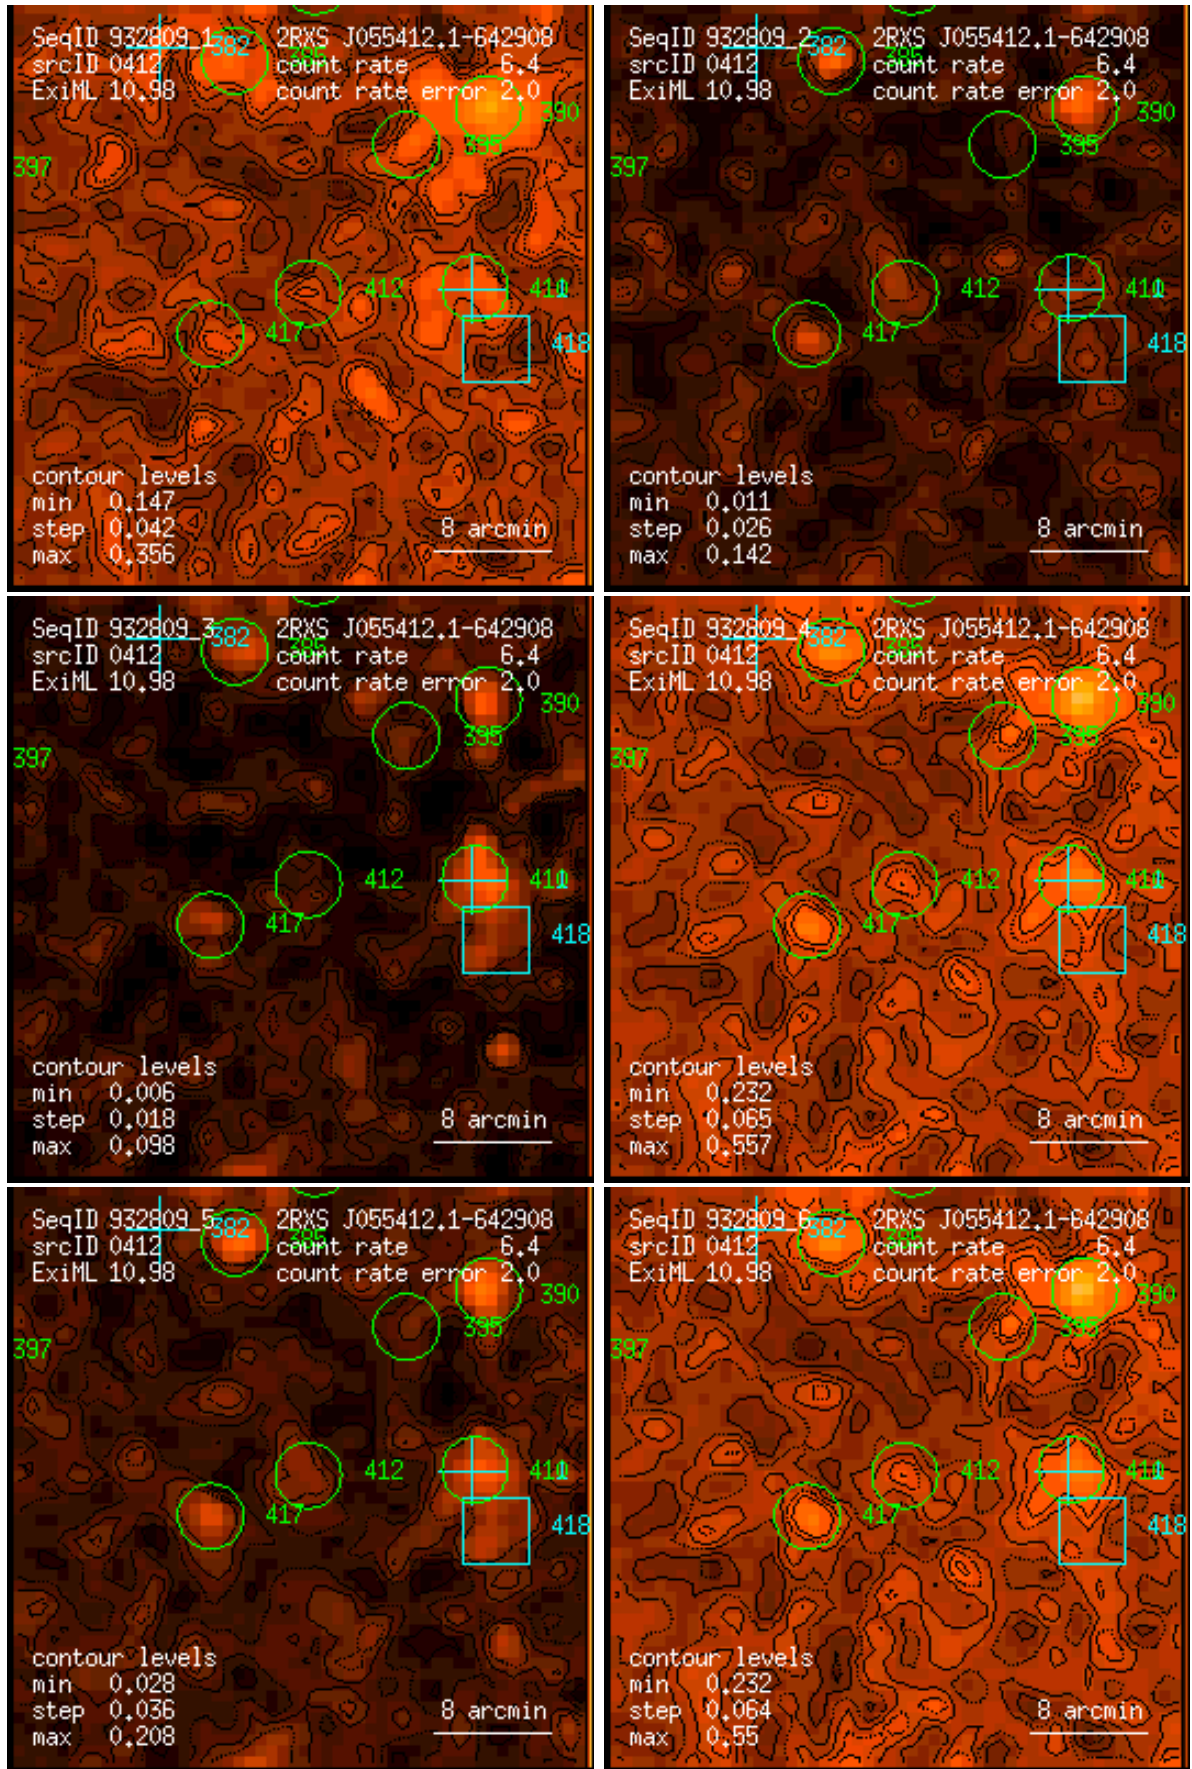 SeqID 932809_1 382 2RXS J055412.1-642908
srcID 0412 count rate 6.4
ExiML 10.98 count rate error 2.0
390
395
397
412 411
417
418
contour levels
min 0.147
step 0.042 8 arcmin
max 0.356
SeqID 932809_2 382 2RXS J055412.1-642908
srcID 0412 count rate 6.4
ExiML 10.98 count rate error 2.0
390
395
397
412 411
417
418
contour levels
min 0.011
step 0.026 8 arcmin
max 0.142
SeqID 932809_3 382 2RXS J055412.1-642908
srcID 0412 count rate 6.4
ExiML 10.98 count rate error 2.0
390
395
397
412
417
418
contour levels
min 0.006
step 0.018 8 arcmin
max 0.098
SeqID 932809_4 382 2RXS J055412.1-642908
srcID 0412 count rate 6.4
ExiML 10.98 count rate error 2.0
390
395
397
412
417
418
contour levels
min 0.232
step 0.065 8 arcmin
max 0.557
SeqID 932809_5 382 2RXS J055412.1-642908
srcID 0412 count rate 6.4
ExiML 10.98 count rate error 2.0
390
395
397
412
417
418
contour levels
min 0.028
step 0.036 8 arcmin
max 0.208
SeqID 932809_6 382 2RXS J055412.1-642908
srcID 0412 count rate 6.4
ExiML 10.98 count rate error 2.0
390
395
397
412
417
418
contour levels
min 0.232
step 0.064 8 arcmin
max 0.55